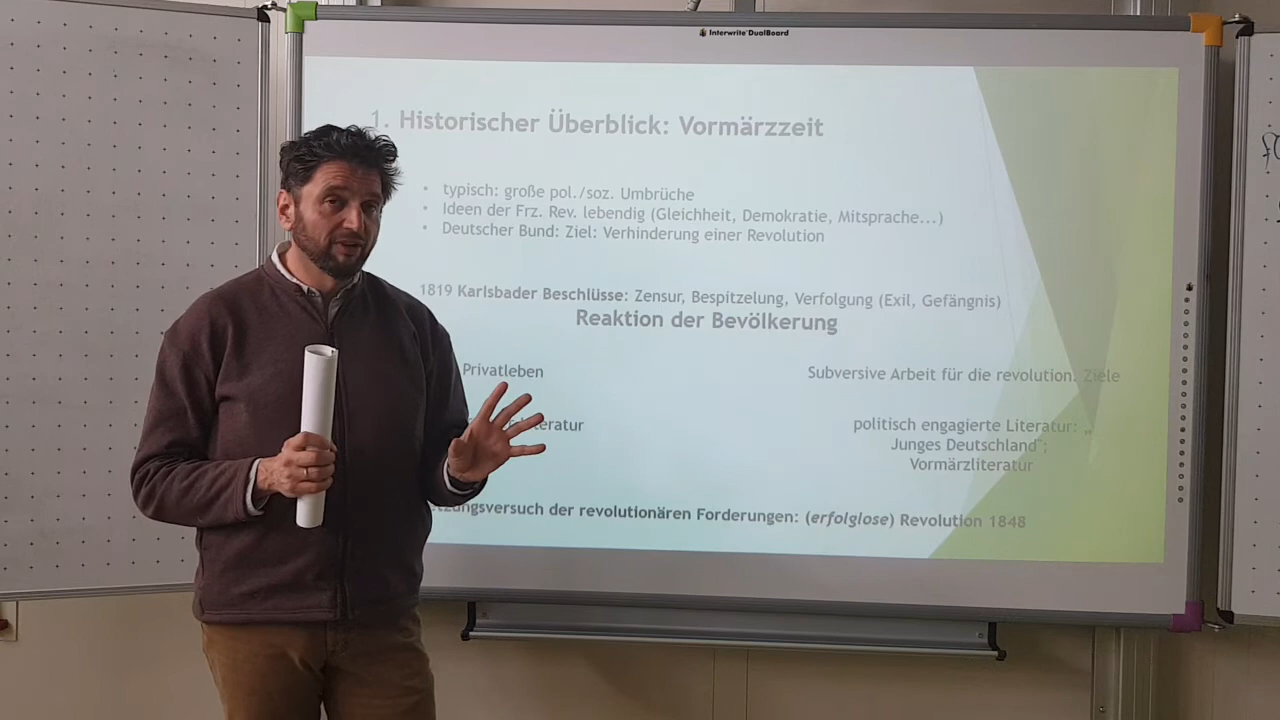 Interwrite DualBoard
1. Historischer Überblick: Vormärzzeit
• typisch: große pol./soz. Umbrüche
• Ideen der Frz. Rev. lebendig (Gleichheit, Demokratie, Mitsprache...)
• Deutscher Bund: Ziel: Verhinderung einer Revolution
1819 Karlsbader Beschlüsse: Zensur, Bespitzelung, Verfolgung (Exil, Gefängnis)
Reaktion der Bevölkerung
Privatleben
Subversive Arbeit für die revolution. Ziele
politisch engagierte Literatur: „
Junges Deutschland";
Vormärzliteratur
der revolutionären Forderungen: (erfolglose) Revolution 1848